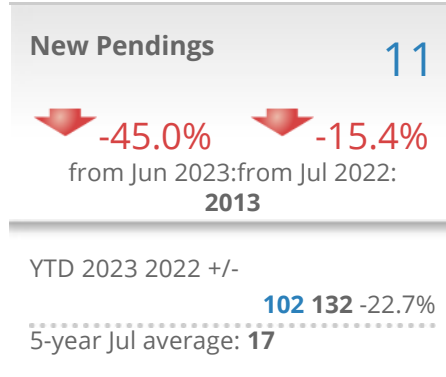 New Pendings 11
-45.0% -15.4%
from Jun 2023:from Jul 2022:
2013
YTD 2023 2022 +/-
102 132 -22.7%
5-year Jul average: 17